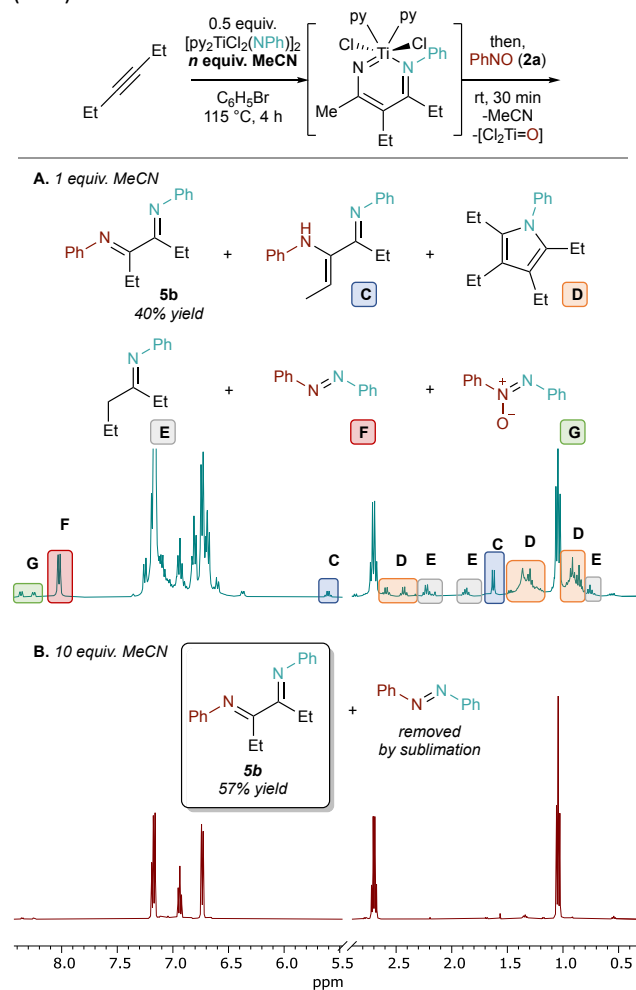 Et
Et
0.5 equiv.
[py2TiCl2(NPh)]2
n equiv. MeCN
C6H5Br
115 °C, 4 h
py
py
Cl
Ti
Cl
N
N
Ph
Me
Et
Et
then,
PhNO (2a)
rt, 30 min
-MeCN
-[Cl2Ti=O]
A. 1 equiv. MeCN
Ph
N
N
Ph
Et
Et
5b
40% yield
+
Ph
H
N
N
Ph
Et
C
+
Ph
N
Et
Et
Et
Et
D
Ph
N
Et
Et
E
+
Ph
N
N
Ph
F
+
Ph
+
N
N
Ph
O−
G
G
F
C
D
E
E
C
D
D
E
B. 10 equiv. MeCN
Ph
N
N
Ph
Et
Et
5b
57% yield
+
Ph
N
N
Ph
removed
by sublimation
8.0 7.5 7.0 6.5 6.0 5.5 2.5 2.0 1.5 1.0 0.5
ppm